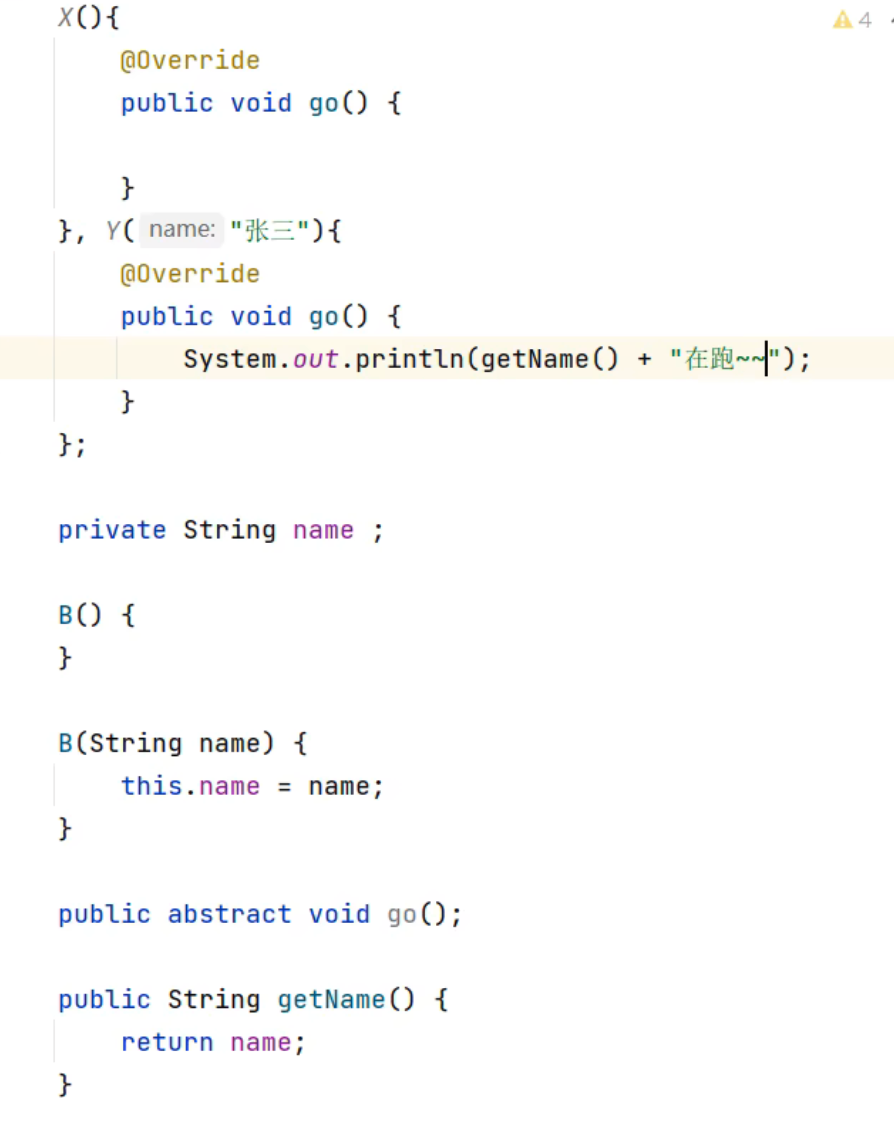 X(){
@Override
public void go() {
}
}, Y( name: "张三"){
@Override
public void go() {
System.out.println(getName() + "在跑~~");
}
};
private String name ;
B() {
}
B(String name) {
this.name = name;
}
public abstract void go();
public String getName() {
return name;
}
4